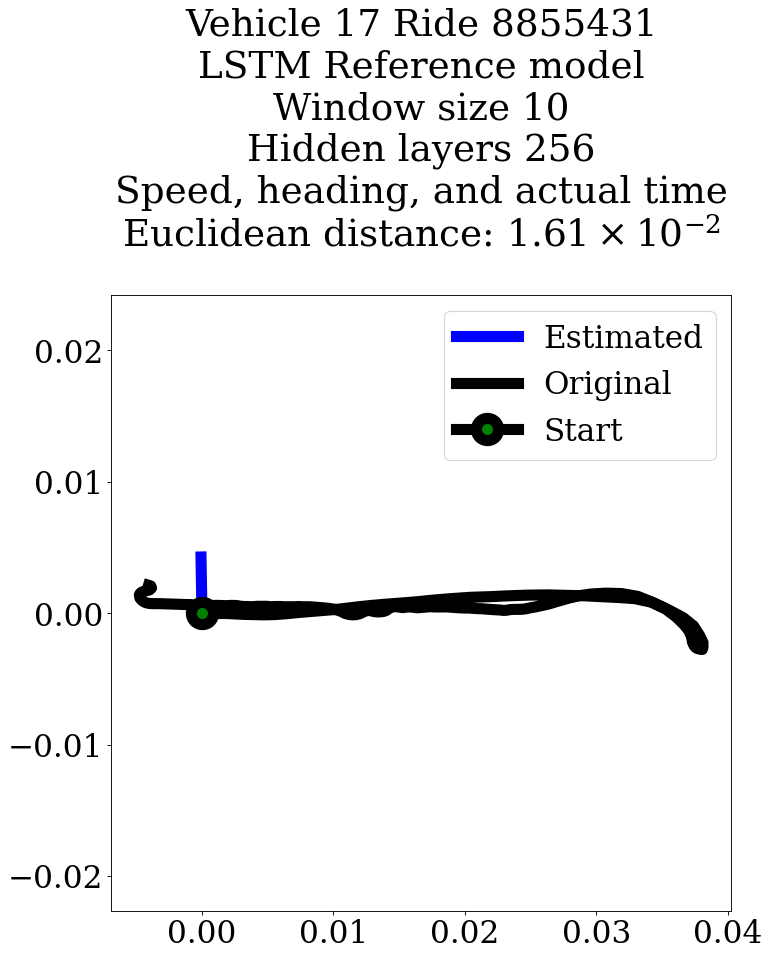 Vehicle 17 Ride 8855431
LSTM Reference model
Window size 10
Hidden layers 256
Speed, heading, and actual time
Euclidean distance: 1.61 × 10⁻²
Estimated
Original
Start
0.02
0.01
0.00
−0.01
−0.02
0.00 0.01 0.02 0.03 0.04